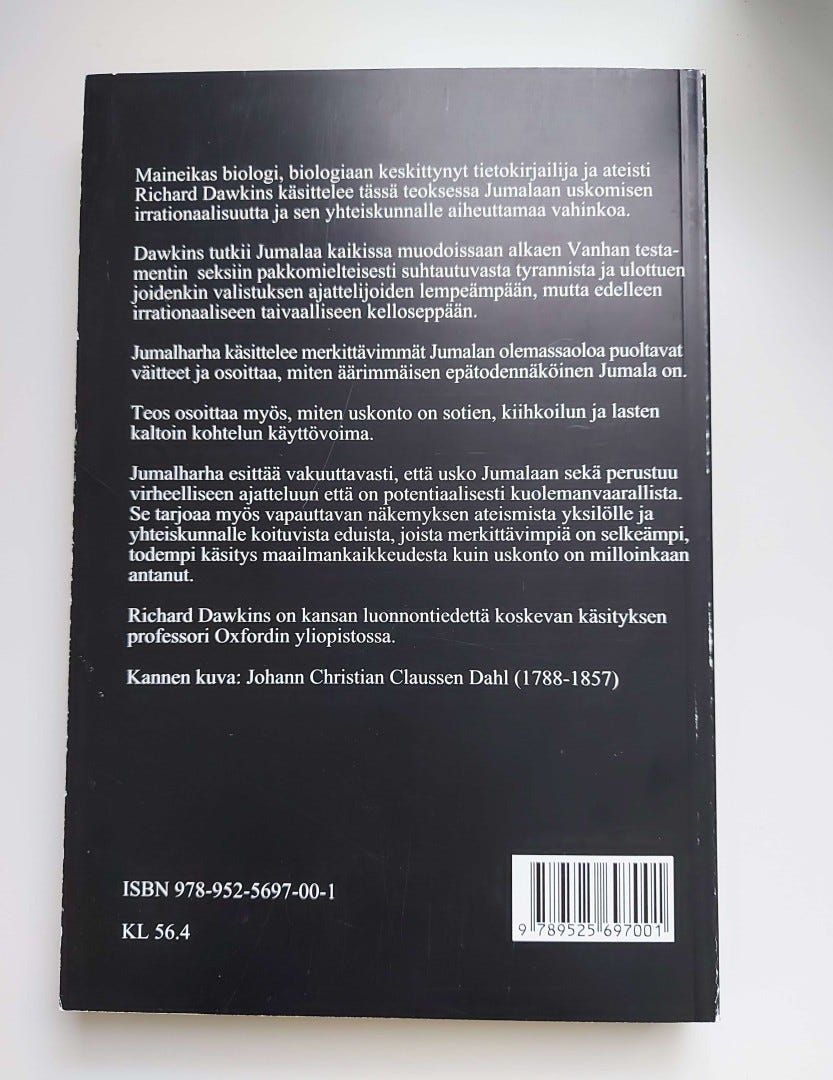 Maineikas biologi, biologiaan keskittynyt tietokirjailija ja ateisti
Richard Dawkins käsittelee tässä teoksessa Jumalaan uskomisen
irrationaalisuutta ja sen yhteiskunnalle aiheuttamaa vahinkoa.
Dawkins tutkii Jumalaa kaikissa muodoissaan alkaen Vanhan testa-
mentin seksiin pakkomielteisesti suhtautuvasta tyrannista ja ulottuen
joidenkin valistuksen ajattelijoiden lempeämpään, mutta edelleen
irrationaaliseen taivaalliseen kelloseppään.
Jumalharha käsittelee merkittävimmät Jumalan olemassaoloa puoltavat
väitteet ja osoittaa, miten äärimmäisen epätodennäköinen Jumala on.
Teos osoittaa myös, miten uskonto on sotien, kiihkoilun ja lasten
kaltoin kohtelun käyttövoima.
Jumalharha esittää vakuuttavasti, että usko Jumalaan sekä perustuu
virheelliseen ajatteluun että on potentiaalisesti kuolemanvaarallista.
Se tarjoaa myös vapauttavan näkemyksen ateismista yksilölle ja
yhteiskunnalle koituvista eduista, joista merkittävimpiä on selkeämpi,
todempi käsitys maailmankaikkeudesta kuin uskonto on milloinkaan
antanut.
Richard Dawkins on kansan luonnontiedettä koskevan käsityksen
professori Oxfordin yliopistossa.
Kannen kuva: Johann Christian Claussen Dahl (1788-1857)
ISBN 978-952-5697-00-1
KL 56.4
9 789525 697001